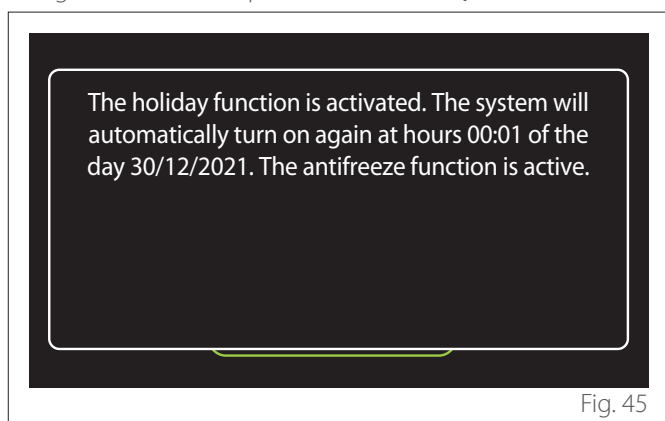 The holiday function is activated. The system will
automatically turn on again at hours 00:01 of the
day 30/12/2021. The antifreeze function is active.
Fig. 45